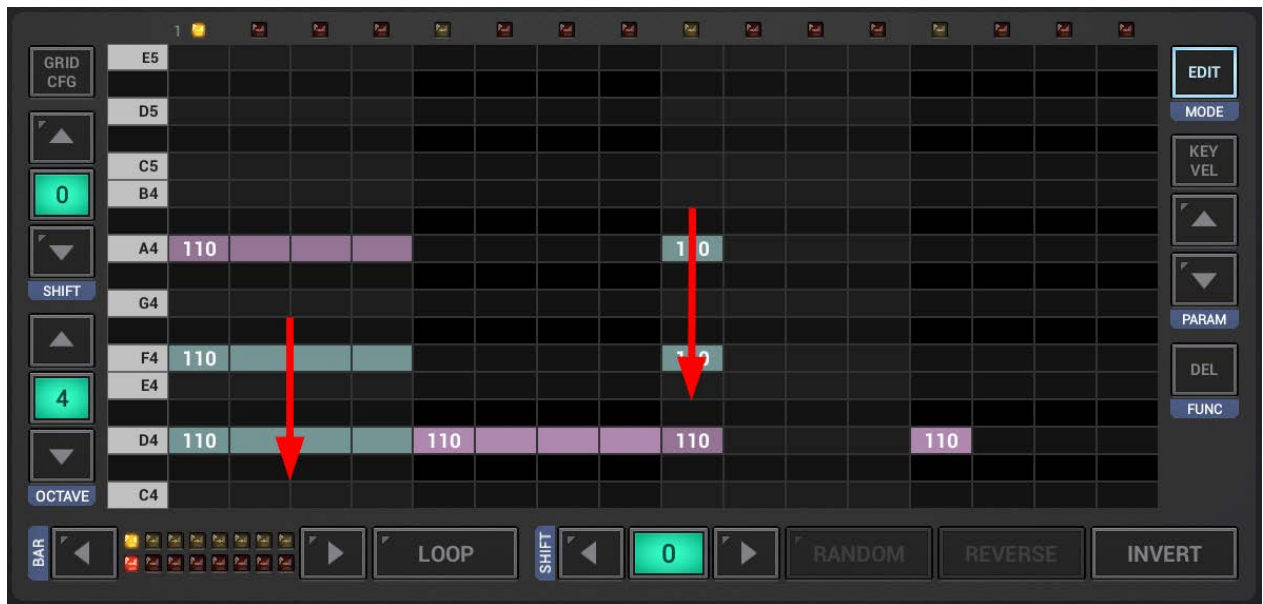 1
GRID CFG
E5
EDIT
MODE
D5
KEY VEL
C5
0
B4
A4 110 110
SHIFT
G4
PARAM
F4 110
DEL
E4
4
FUNC
D4 110 110 110 110
OCTAVE
C4
BAR
LOOP
SHIFT
0
RANDOM
REVERSE
INVERT